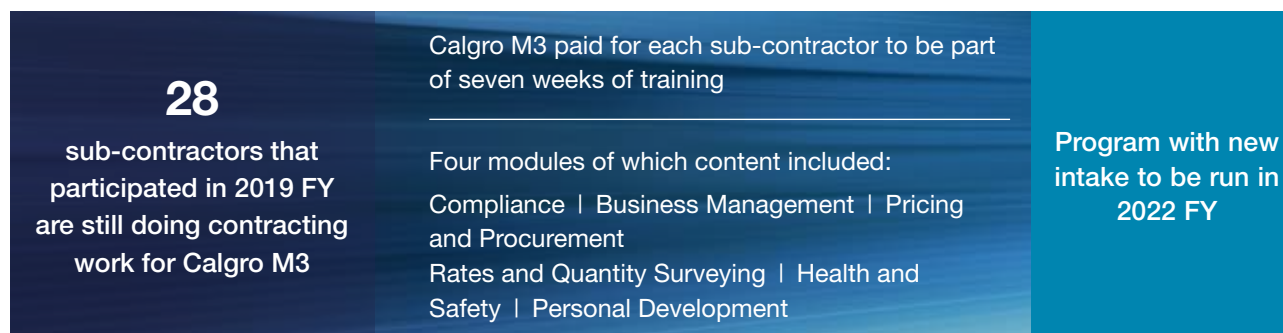 28
sub-contractors that
participated in 2019 FY
are still doing contracting
work for Calgro M3
Calgro M3 paid for each sub-contractor to be part
of seven weeks of training
Four modules of which content included:
Compliance | Business Management | Pricing
and Procurement
Rates and Quantity Surveying | Health and
Safety | Personal Development
Program with new
intake to be run in
2022 FY